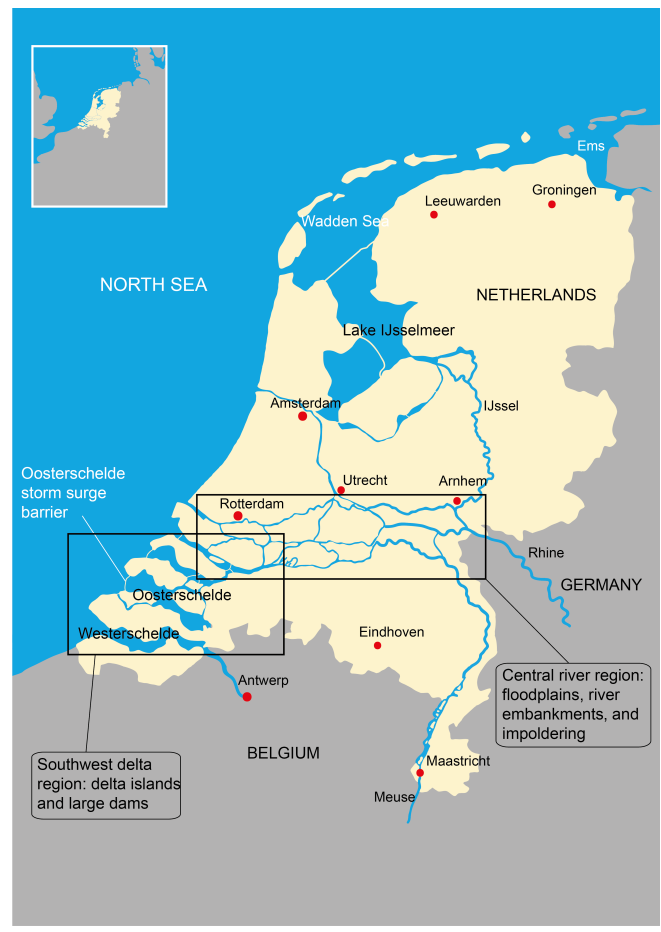 Ems
Groningen
Leeuwarden
Wadden Sea
NORTH SEA
NETHERLANDS
Lake IJsselmeer
Amsterdam
IJssel
Oosterschelde
storm surge
barrier
Utrecht
Arnhem
Rotterdam
Rhine
GERMANY
Oosterschelde
Westerschelde
Eindhoven
Antwerp
Central river region:
floodplains, river
embankments, and
impoldering
BELGIUM
Southwest delta
region: delta islands
and large dams
Maastricht
Meuse